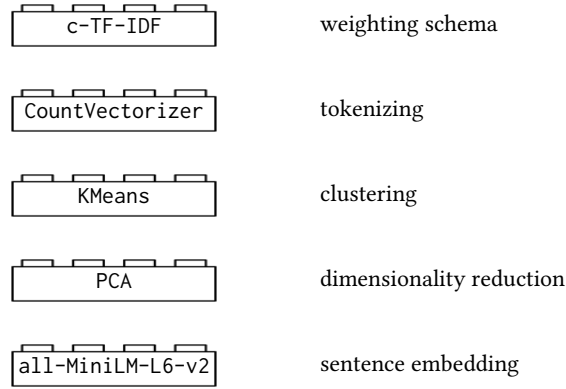 c-TF-IDF weighting schema
CountVectorizer tokenizing
KMeans clustering
PCA dimensionality reduction
all-MiniLM-L6-v2 sentence embedding